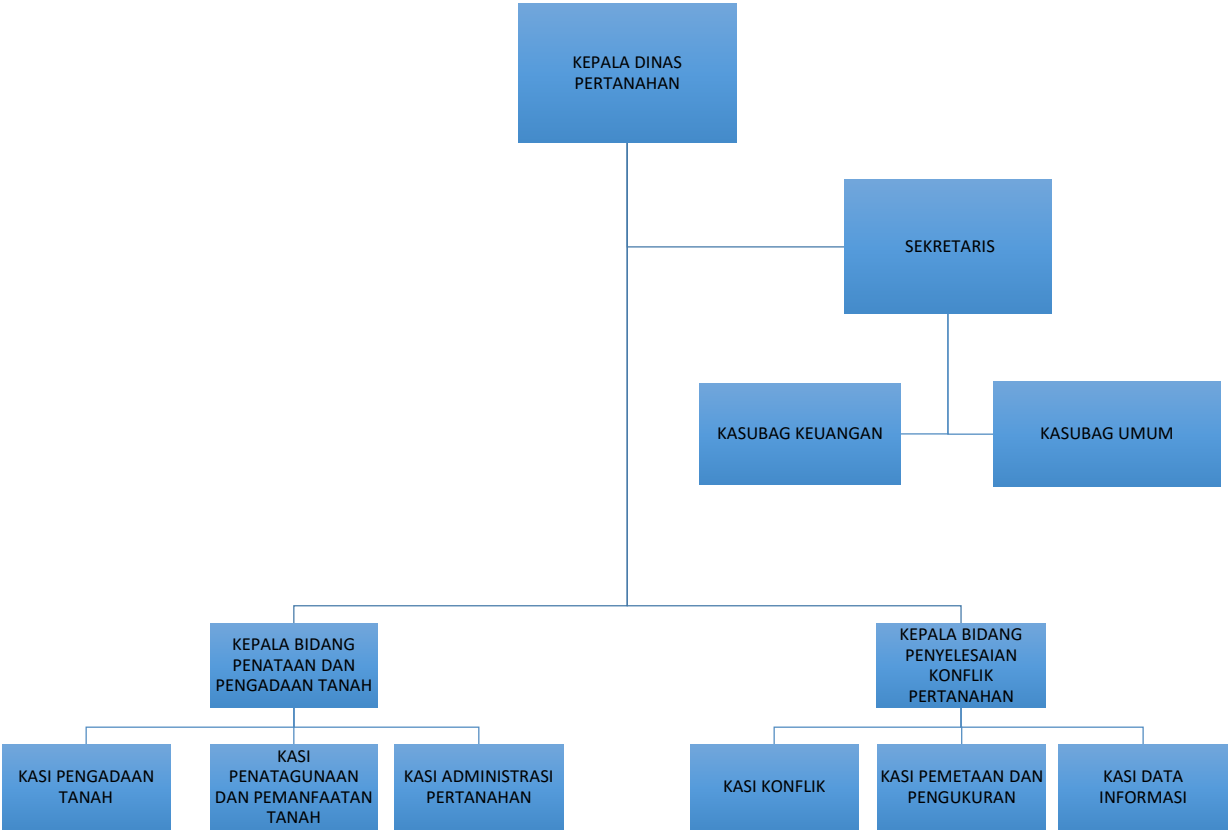 KEPALA DINAS
PERTANAHAN
SEKRETARIS
KASUBAG KEUANGAN
KASUBAG UMUM
KEPALA BIDANG
PENATAAN DAN
PENGADAAN TANAH
KEPALA BIDANG
PENYELESAIAN
KONFLIK
PERTANAHAN
KASI PENGADAAN
TANAH
KASI
PENATAGUNAAN
DAN PEMANFAATAN
TANAH
KASI ADMINISTRASI
PERTANAHAN
KASI KONFLIK
KASI PEMETAAN DAN
PENGUKURAN
KASI DATA
INFORMASI